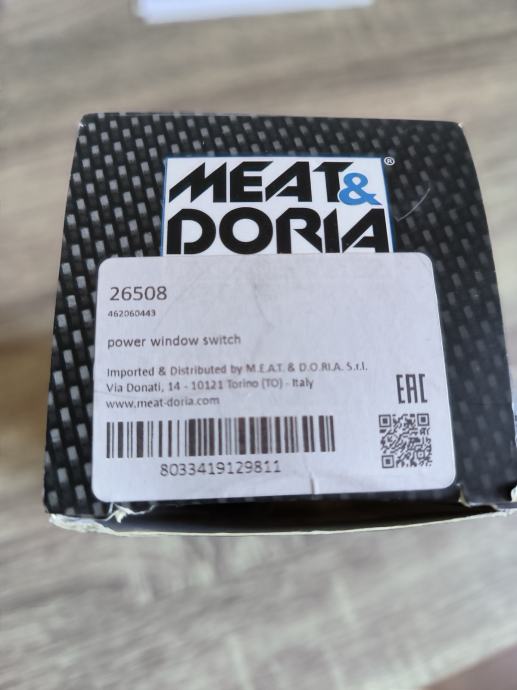 MEAT&
DORIA
®
26508
462060443
power window switch
Imported & Distributed by M.E.A.T. & D.O.R.I.A. S.r.l.
Via Donati, 14 - 10121 Torino (TO) - Italy
www.meat-doria.com
EAC
8033419129811